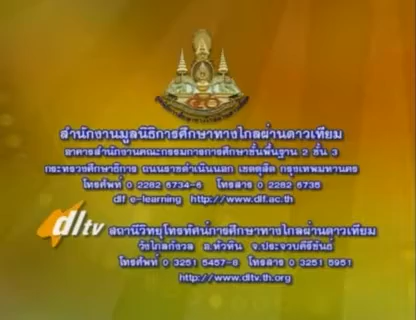 สำนักงานมูลนิธิการศึกษาทางไกลผ่านดาวเทียม
อาคารสำนักงานคณะกรรมการการศึกษาขั้นพื้นฐาน 2 ชั้น 3
กระทรวงศึกษาธิการ ถนนราชดำเนินนอก เขตดุสิต กรุงเทพมหานคร
โทรศัพท์ 0 2282 6734-6 โทรสาร 0 2282 6735
dlf e-learning http://www.dlf.ac.th
dltv สถานีวิทยุโทรทัศน์การศึกษาทางไกลผ่านดาวเทียม
วังไกลกังวล อ.หัวหิน จ.ประจวบคีรีขันธ์
โทรศัพท์ 0 3251 5457-8 โทรสาร 0 3251 5951
http://www.dltv.th.org